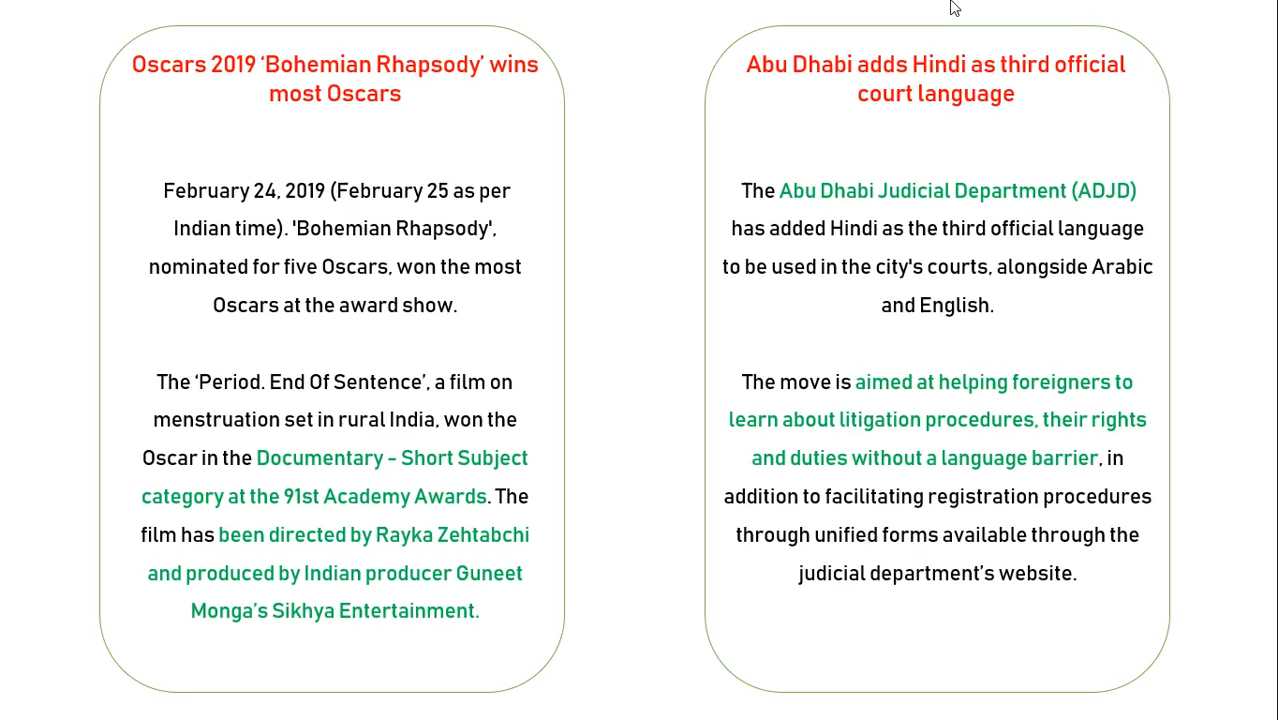 Oscars 2019 ‘Bohemian Rhapsody’ wins
most Oscars
February 24, 2019 (February 25 as per
Indian time). 'Bohemian Rhapsody',
nominated for five Oscars, won the most
Oscars at the award show.
The ‘Period. End Of Sentence’, a film on
menstruation set in rural India, won the
Oscar in the Documentary - Short Subject
category at the 91st Academy Awards. The
film has been directed by Rayka Zehtabchi
and produced by Indian producer Guneet
Monga’s Sikhya Entertainment.
Abu Dhabi adds Hindi as third official
court language
The Abu Dhabi Judicial Department (ADJD)
has added Hindi as the third official language
to be used in the city's courts, alongside Arabic
and English.
The move is aimed at helping foreigners to
learn about litigation procedures, their rights
and duties without a language barrier, in
addition to facilitating registration procedures
through unified forms available through the
judicial department’s website.